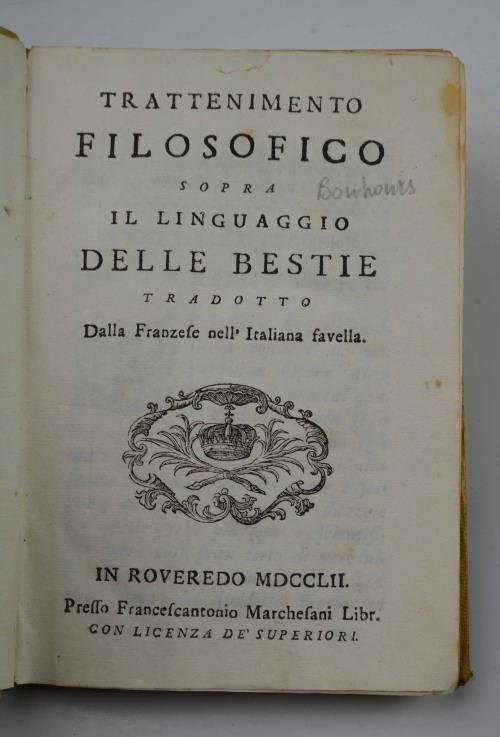 TRATTENIMENTO
FILOSOFICO
SOPRA
Bouhours
IL LINGUAGGIO
DELLE BESTIE
TRADOTTO
Dalla Franzeſe nell' Italiana favella.
IN ROVEREDO MDCCLII.
Preſſo Franceſcantonio Marcheſani Libr.
CON LICENZA DE' SUPERIORI.